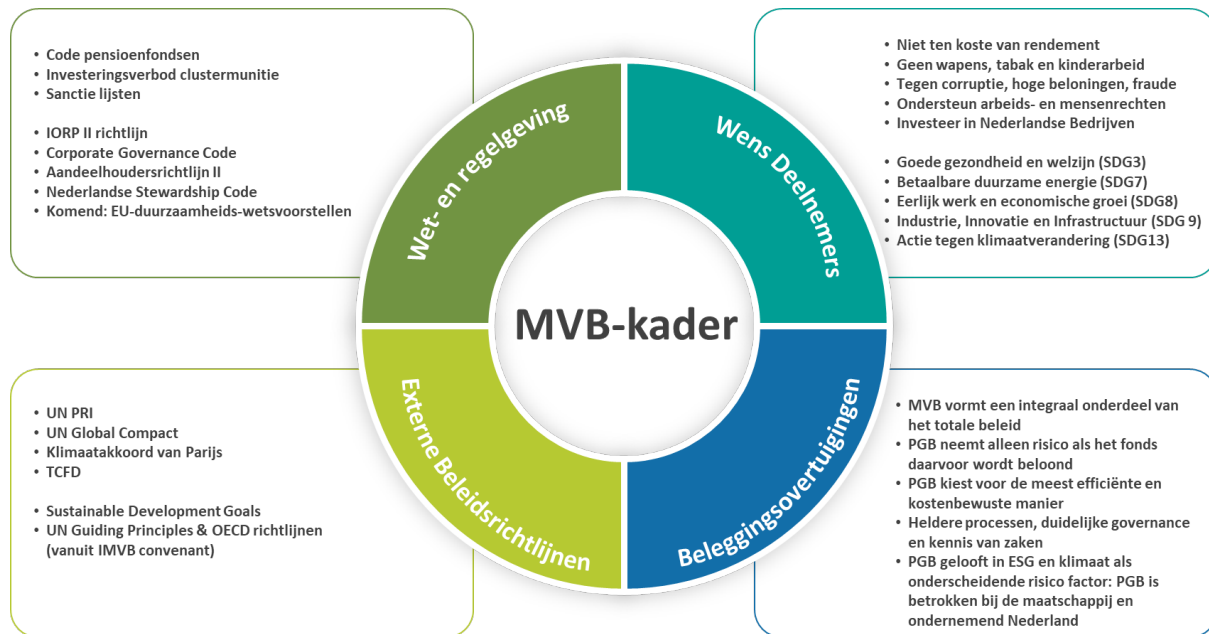 • Code pensioenfondsen
• Investeringsverbod clustermunitie
• Sanctie lijsten
• IORP II richtlijn
• Corporate Governance Code
• Aandeelhoudersrichtlijn II
• Nederlandse Stewardship Code
• Komend: EU-duurzaamheids-wetsvoorstellen
Wet- en regelgeving
Wens Deelnemers
• Niet ten koste van rendement
• Geen wapens, tabak en kinderarbeid
• Tegen corruptie, hoge beloningen, fraude
• Ondersteun arbeids- en mensenrechten
• Investeer in Nederlandse Bedrijven
• Goede gezondheid en welzijn (SDG3)
• Betaalbare duurzame energie (SDG7)
• Eerlijk werk en economische groei (SDG8)
• Industrie, Innovatie en Infrastructuur (SDG 9)
• Actie tegen klimaatverandering (SDG13)
MVB-kader
• UN PRI
• UN Global Compact
• Klimaatakkoord van Parijs
• TCFD
• Sustainable Development Goals
• UN Guiding Principles & OECD richtlijnen
(vanuit IMVB convenant)
Externe Beleidsrichtlijnen
Beleggingsovertuigingen
• MVB vormt een integraal onderdeel van
het totale beleid
• PGB neemt alleen risico als het fonds
daarvoor wordt beloond
• PGB kiest voor de meest efficiënte en
kostenbewuste manier
• Heldere processen, duidelijke governance
en kennis van zaken
• PGB gelooft in ESG en klimaat als
onderscheidende risico factor: PGB is
betrokken bij de maatschappij en
ondernemend Nederland